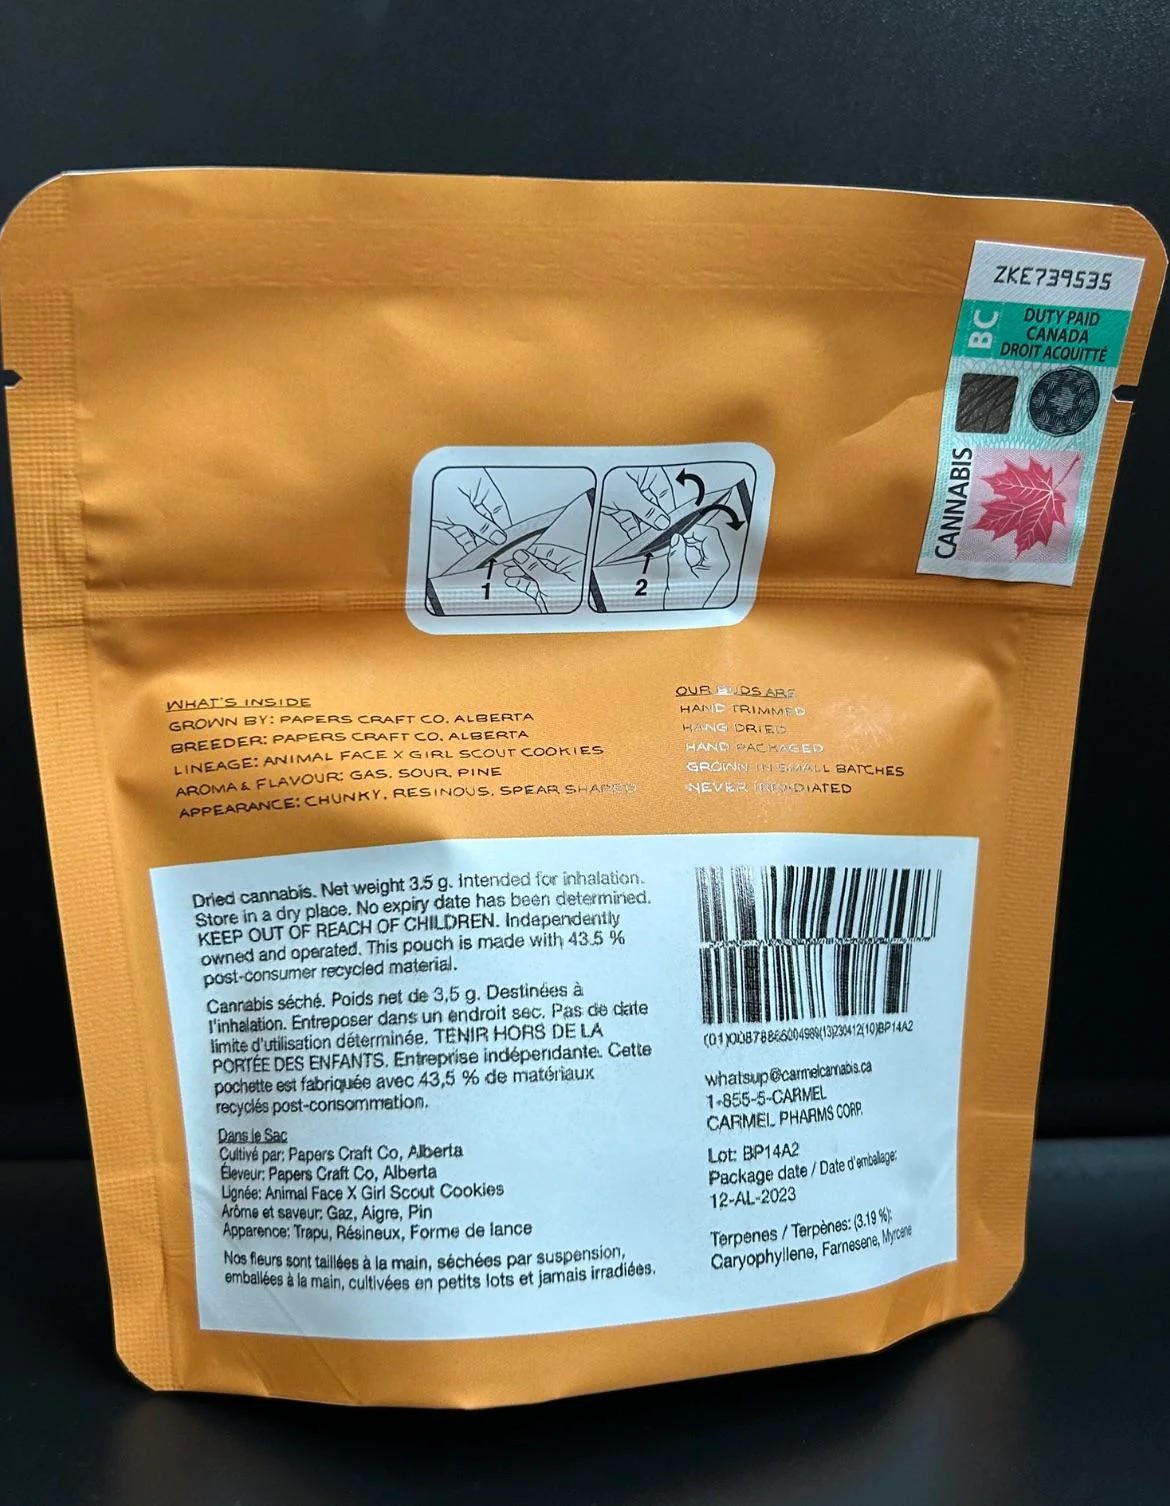 ZKE739535
BC
DUTY PAID
CANADA
DROIT ACQUITTÉ
CANNABIS
1
2
WHAT'S INSIDE
GROWN BY: PAPERS CRAFT CO. ALBERTA
BREEDER: PAPERS CRAFT CO. ALBERTA
LINEAGE: ANIMAL FACE X GIRL SCOUT COOKIES
AROMA & FLAVOUR: GAS, SOUR, PINE
APPEARANCE: CHUNKY, RESINOUS, SPEAR SHAPED
OUR BUDS ARE
HAND TRIMMED
HANG DRIED
HAND PACKAGED
GROWN IN SMALL BATCHES
NEVER IRRADIATED
Dried cannabis. Net weight 3.5 g. Intended for inhalation.
Store in a dry place. No expiry date has been determined.
KEEP OUT OF REACH OF CHILDREN. Independently
owned and operated. This pouch is made with 43.5 %
post-consumer recycled material.
Cannabis séché. Poids net de 3,5 g. Destinées à
l'inhalation. Entreposer dans un endroit sec. Pas de date
limite d'utilisation déterminée. TENIR HORS DE LA
PORTÉE DES ENFANTS. Entreprise indépendante. Cette
pochette est fabriquée avec 43,5 % de matériaux
recyclés post-consommation.
Dans le Sac
Cultivé par: Papers Craft Co, Alberta
Éleveur: Papers Craft Co, Alberta
Lignée: Animal Face X Girl Scout Cookies
Arôme et saveur: Gaz, Aigre, Pin
Apparence: Trapu, Résineux, Forme de lance
Nos fleurs sont taillées à la main, séchées par suspension,
emballées à la main, cultivées en petits lots et jamais irradiées.
whatsup@carmelcannabis.ca
1-855-5-CARMEL
CARMEL PHARMS CORP.
Lot: BP14A2
Package date / Date d'emballage:
12-AL-2023
Terpenes / Terpènes: (3.19 %):
Caryophyllene, Farnesene, Myrcene